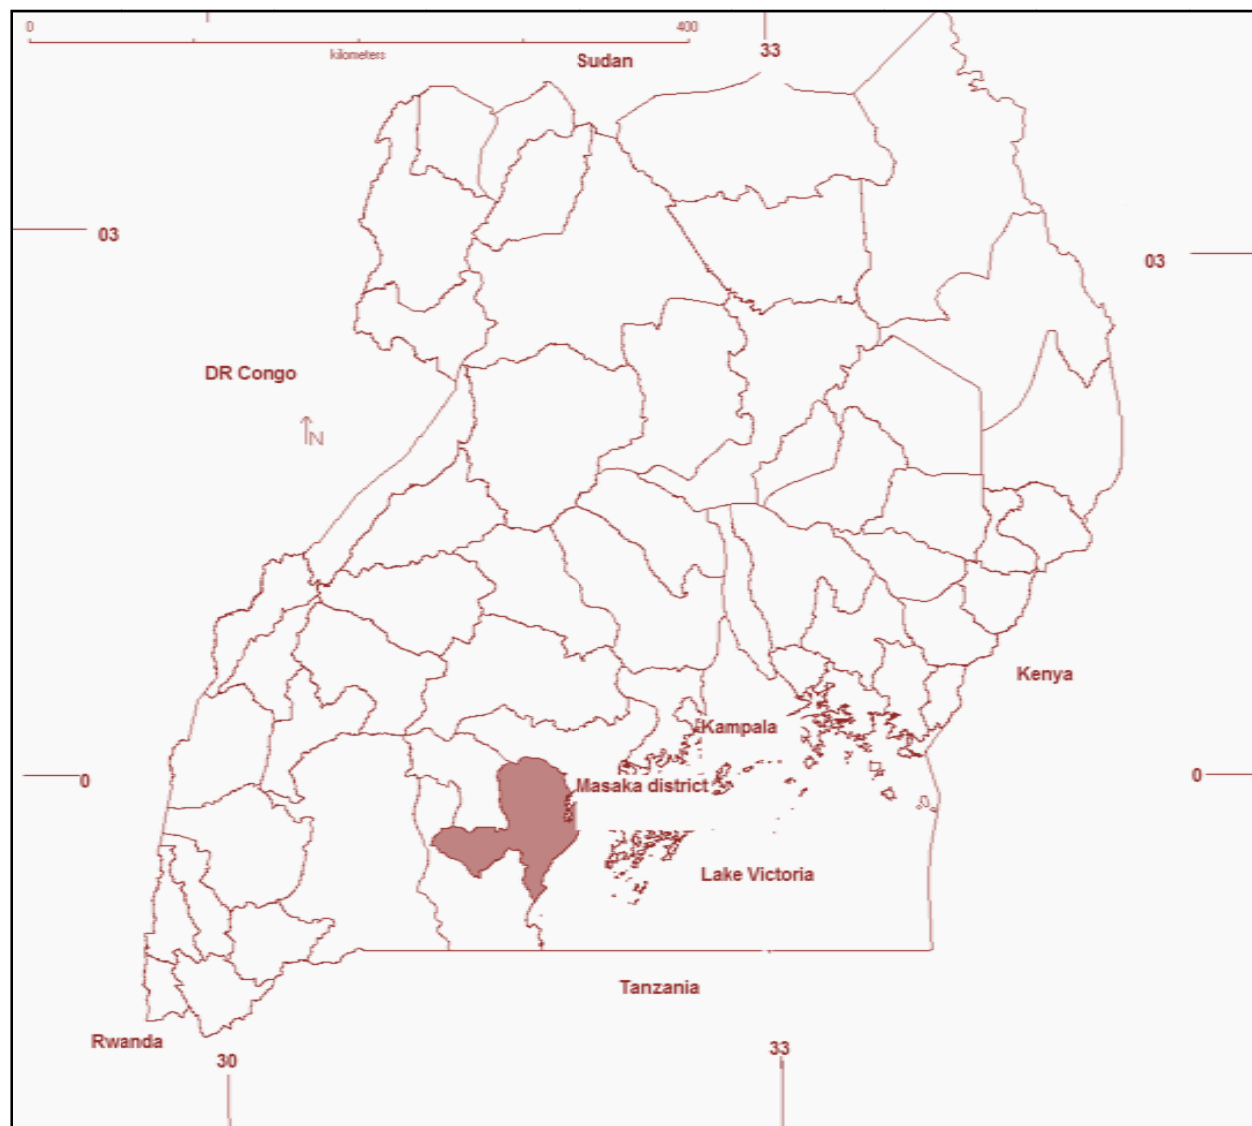 0 400
kilometers
Sudan
33
03
03
DR Congo
N
Kenya
Kampala
0
Masaka district
0
Lake Victoria
Tanzania
Rwanda
30
33